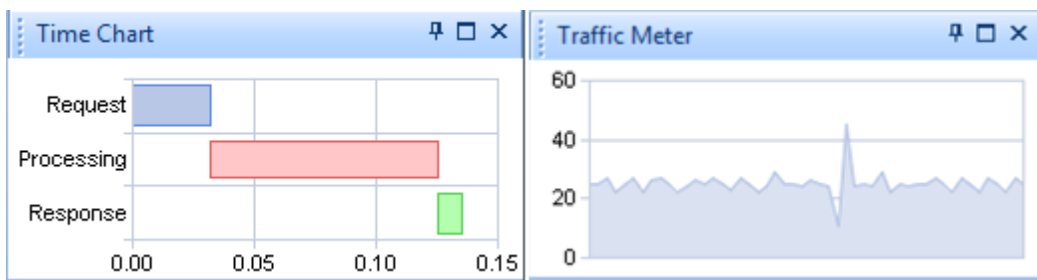 Time Chart
Request
Processing
Response
0.00 0.05 0.10 0.15
Traffic Meter
60
40
20
0